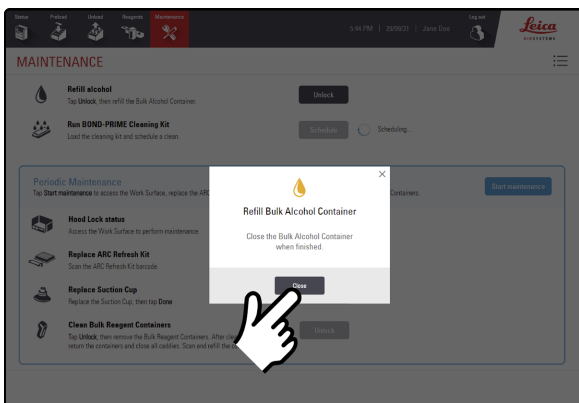 Status Preload Unload Reagents Maintenance Log out
5:44 PM | 29/09/21 | Jane Doe
Leica
BIOSYSTEMS
MAINTENANCE
Refill alcohol
Tap Unlock, then refill the Bulk Alcohol Container.
Unlock
Run BOND-PRIME Cleaning Kit
Load the cleaning kit and schedule a clean.
Schedule
Scheduling...
Periodic Maintenance
Tap Start maintenance to access the Work Surface, replace the ARC
Containers.
Start maintenance
Refill Bulk Alcohol Container
Close the Bulk Alcohol Container
when finished.
Close
Hood Lock status
Access the Work Surface to perform maintenance.
Replace ARC Refresh Kit
Scan the ARC Refresh Kit barcode.
Replace Suction Cup
Replace the Suction Cup, then tap Done
Clean Bulk Reagent Containers
Tap Unlock, then remove the Bulk Reagent Containers. After clea
return the containers and close all caddies. Scan and refill the c
Unlock